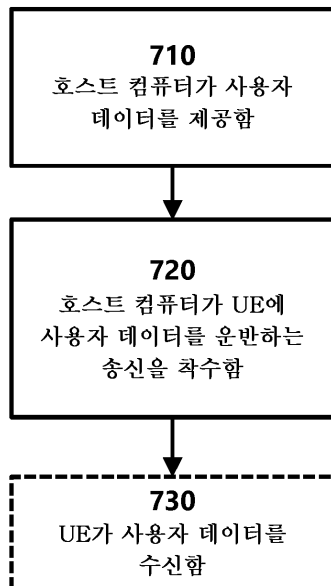 710
호스트 컴퓨터가 사용자
데이터를 제공함
720
호스트 컴퓨터가 UE에
사용자 데이터를 운반하는
송신을 착수함
730
UE가 사용자 데이터를
수신함